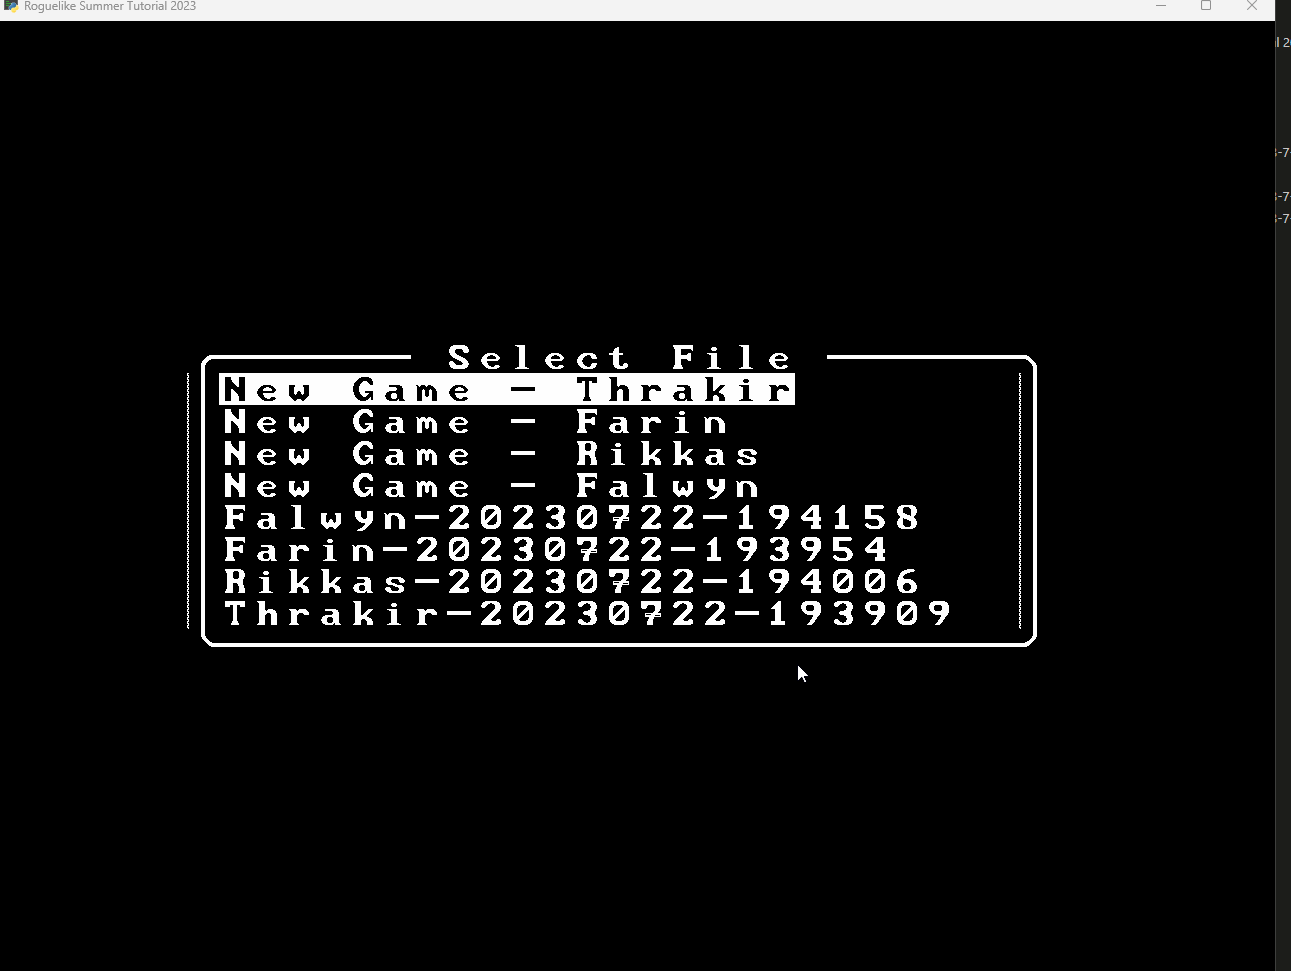 Roguelike Summer Tutorial 2023
Select File
New Game - Thrakir
New Game - Farin
New Game - Rikkas
New Game - Falwyn
Falwyn-20230722-194158
Farin-20230722-193954
Rikkas-20230722-194006
Thrakir-20230722-193909